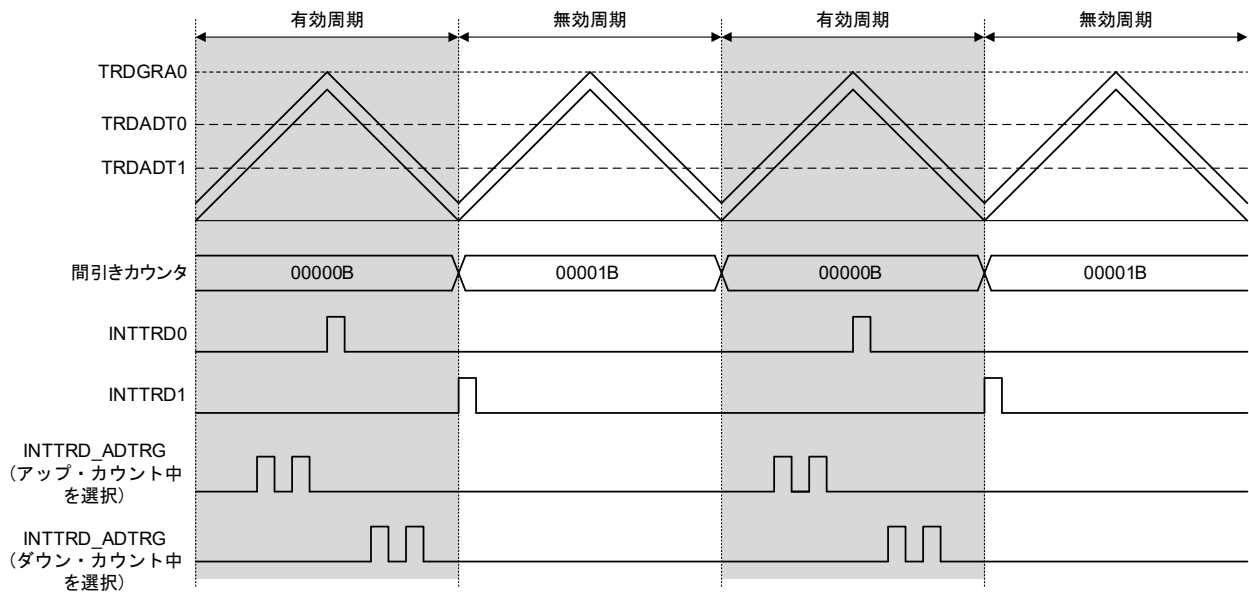 有効周期 無効周期 有効周期 無効周期
TRDGRA0
TRDADT0
TRDADT1
間引きカウンタ 00000B 00001B 00000B 00001B
INTTRD0
INTTRD1
INTTRD_ADTRG
（アップ・カウント中
を選択）
INTTRD_ADTRG
（ダウン・カウント中
を選択）